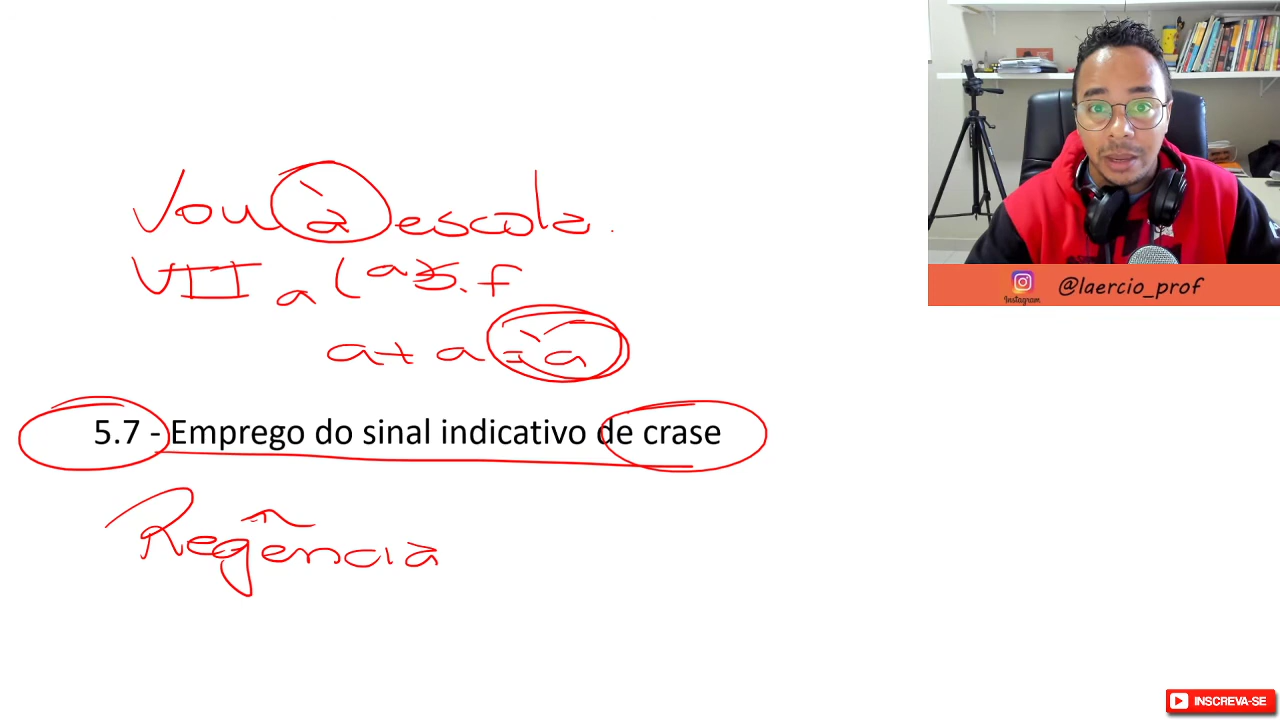 Vou à escola.
VTI a (a s.f
a + a = à
5.7 - Emprego do sinal indicativo de crase
Regência
Instagram
@laercio_prof
INSCREVA-SE